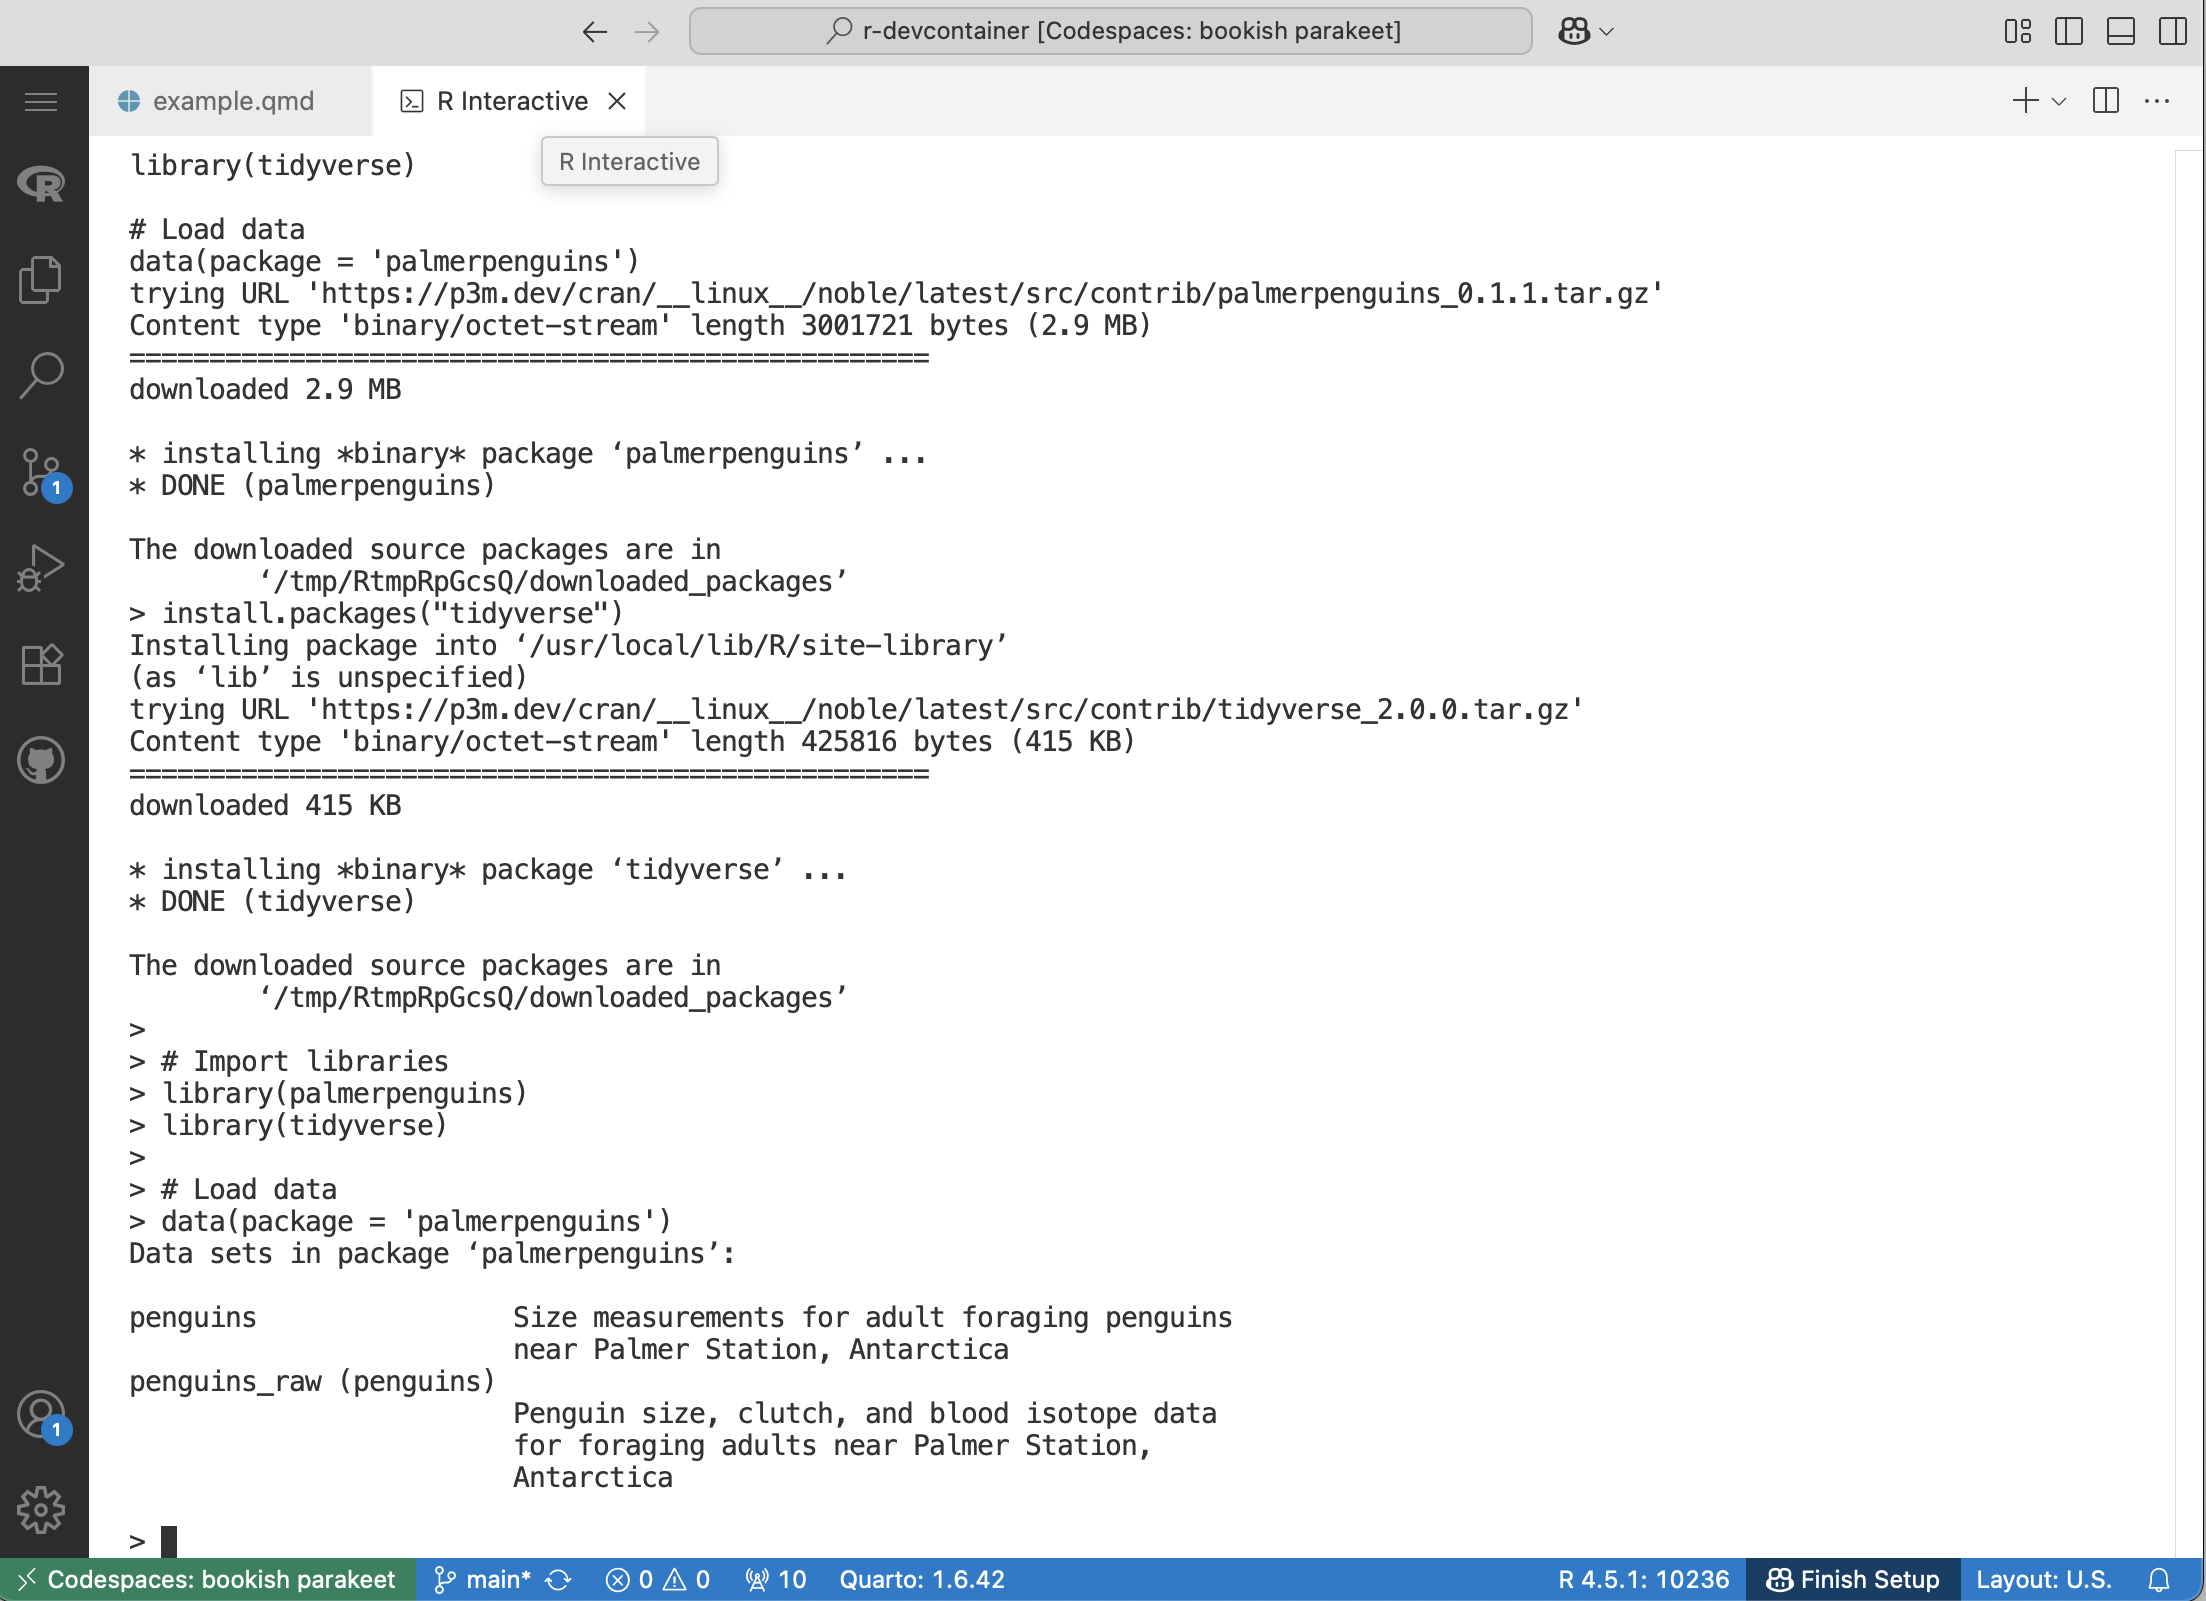 r-devcontainer [Codespaces: bookish parakeet]
example.qmd
R Interactive
R Interactive
library(tidyverse)
# Load data
data(package = 'palmerpenguins')
trying URL 'https://p3m.dev/cran/__linux__/noble/latest/src/contrib/palmerpenguins_0.1.1.tar.gz'
Content type 'binary/octet-stream' length 3001721 bytes (2.9 MB)
==================================================
downloaded 2.9 MB
* installing *binary* package ‘palmerpenguins’ ...
* DONE (palmerpenguins)
The downloaded source packages are in
‘/tmp/RtmpRpGcsQ/downloaded_packages’
> install.packages("tidyverse")
Installing package into ‘/usr/local/lib/R/site-library’
(as ‘lib’ is unspecified)
trying URL 'https://p3m.dev/cran/__linux__/noble/latest/src/contrib/tidyverse_2.0.0.tar.gz'
Content type 'binary/octet-stream' length 425816 bytes (415 KB)
==================================================
downloaded 415 KB
* installing *binary* package ‘tidyverse’ ...
* DONE (tidyverse)
The downloaded source packages are in
‘/tmp/RtmpRpGcsQ/downloaded_packages’
>
> # Import libraries
> library(palmerpenguins)
> library(tidyverse)
>
> # Load data
> data(package = 'palmerpenguins')
Data sets in package ‘palmerpenguins’:
penguins Size measurements for adult foraging penguins
near Palmer Station, Antarctica
penguins_raw (penguins)
Penguin size, clutch, and blood isotope data
for foraging adults near Palmer Station,
Antarctica
>
R
1
1
Codespaces: bookish parakeet main* 0 0 10 Quarto: 1.6.42 R 4.5.1: 10236 Finish Setup Layout: U.S.